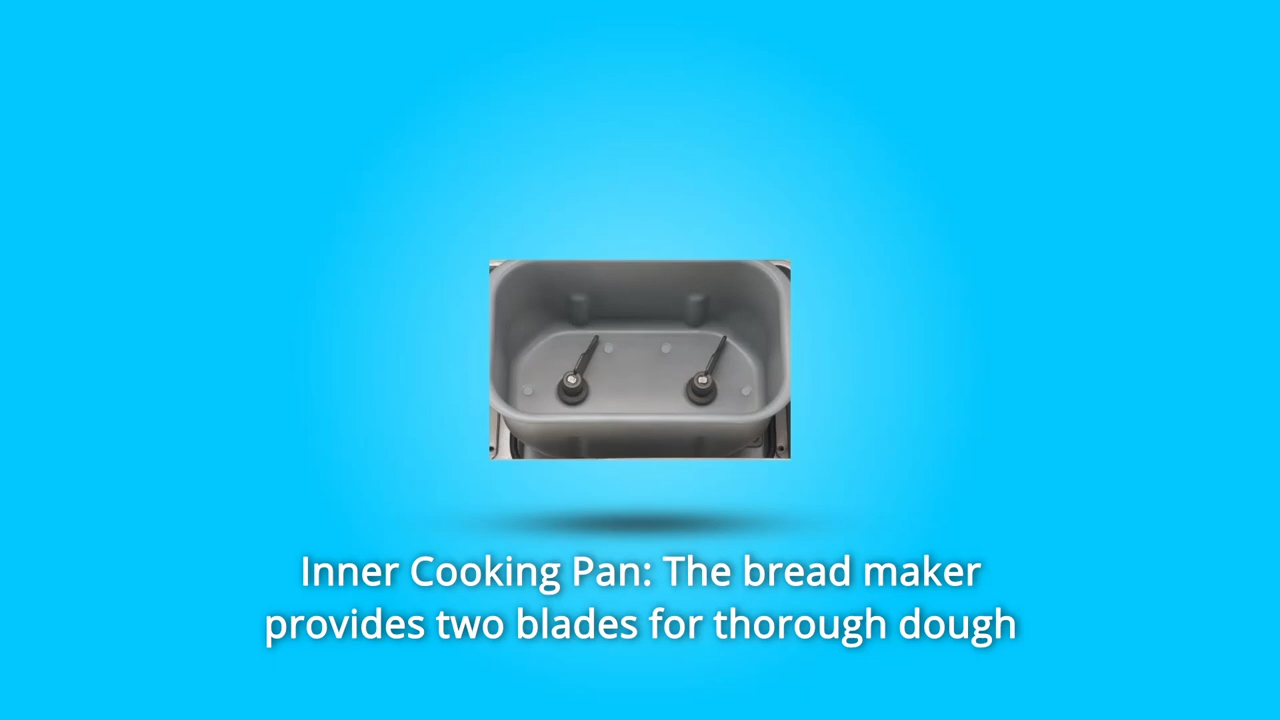 Inner Cooking Pan: The bread maker
provides two blades for thorough dough